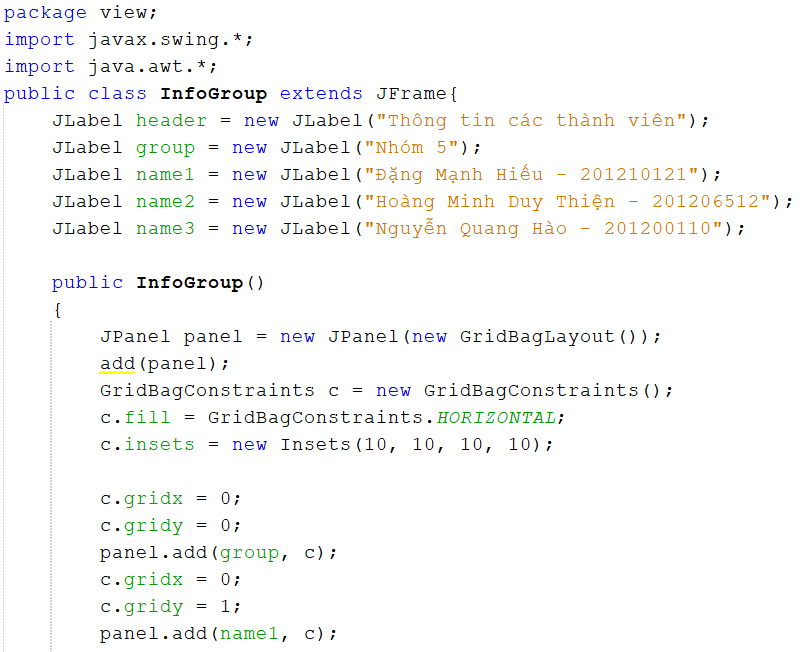 package view;
import javax.swing.*;
import java.awt.*;
public class InfoGroup extends JFrame{
    JLabel header = new JLabel("Thông tin các thành viên");
    JLabel group = new JLabel("Nhóm 5");
    JLabel name1 = new JLabel("Đặng Mạnh Hiếu - 201210121");
    JLabel name2 = new JLabel("Hoàng Minh Duy Thiện - 201206512");
    JLabel name3 = new JLabel("Nguyễn Quang Hào - 201200110");

    public InfoGroup()
    {
        JPanel panel = new JPanel(new GridBagLayout());
        add(panel);
        GridBagConstraints c = new GridBagConstraints();
        c.fill = GridBagConstraints.HORIZONTAL;
        c.insets = new Insets(10, 10, 10, 10);

        c.gridx = 0;
        c.gridy = 0;
        panel.add(group, c);
        c.gridx = 0;
        c.gridy = 1;
        panel.add(name1, c);